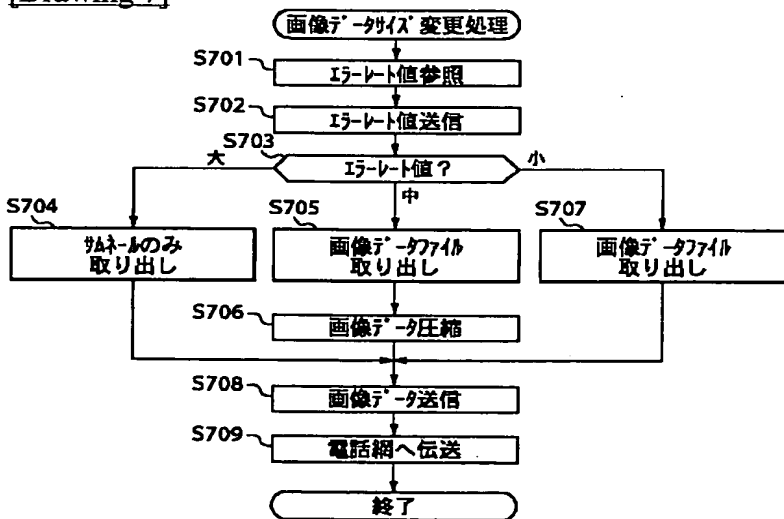 [Drawing 7]
画像ﾃﾞｰﾀｻｲｽﾞ変更処理
S701
ｴﾗｰﾚｰﾄ値参照
S702
ｴﾗｰﾚｰﾄ値送信
S703
大
ｴﾗｰﾚｰﾄ値？
小
中
S704
ｻﾑﾈｰﾙのみ
取り出し
S705
画像ﾃﾞｰﾀﾌｧｲﾙ
取り出し
S707
画像ﾃﾞｰﾀﾌｧｲﾙ
取り出し
S706
画像ﾃﾞｰﾀ圧縮
S708
画像ﾃﾞｰﾀ送信
S709
電話網へ伝送
終了